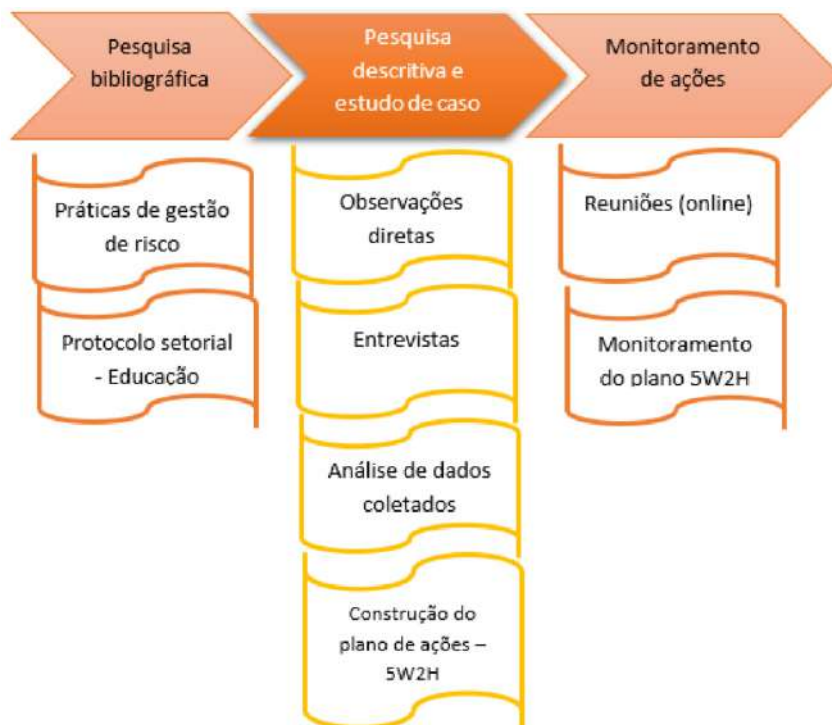 Pesquisa
bibliográfica
Pesquisa
descritiva e
estudo de caso
Monitoramento
de ações
Práticas de gestão
de risco
Protocolo setorial
- Educação
Observações
diretas
Entrevistas
Análise de dados
coletados
Construção do
plano de ações –
5W2H
Reuniões (online)
Monitoramento
do plano 5W2H